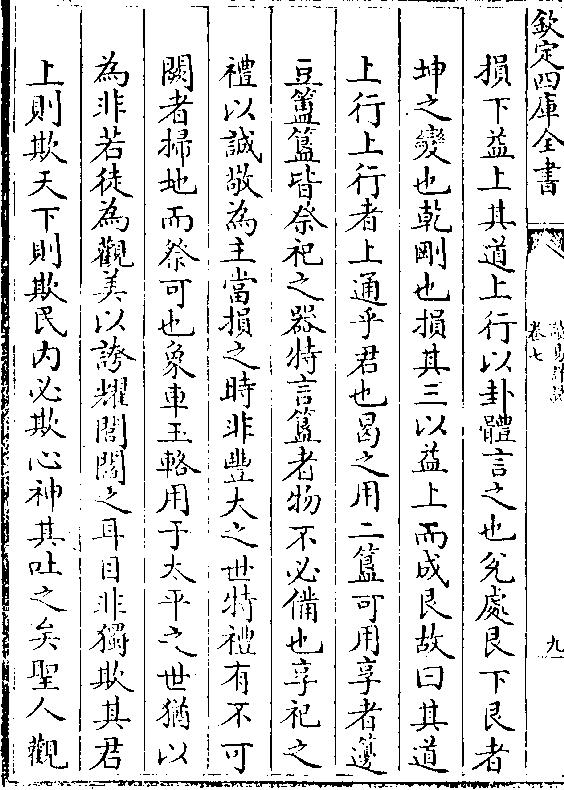 欽定四庫全書
卷七
九
損下益上其道上行以卦體言之也兌處艮下艮者
坤之變也乾剛也損其三以益上而成艮故曰其道
上行上行者上通乎君也曷之用二簋可用享者籩
豆簠簋皆祭祀之器特言簋者物不必備也享祀之
禮以誠敬為主當損之時非豐大之世特禮有不可
闕者掃地而祭可也象車玉輅用于太平之世猶以
為非若徒為觀美以誇耀閭閻之耳目非獨欺其君
上則欺天下則欺民内必欺心神其吐之矣聖人觀